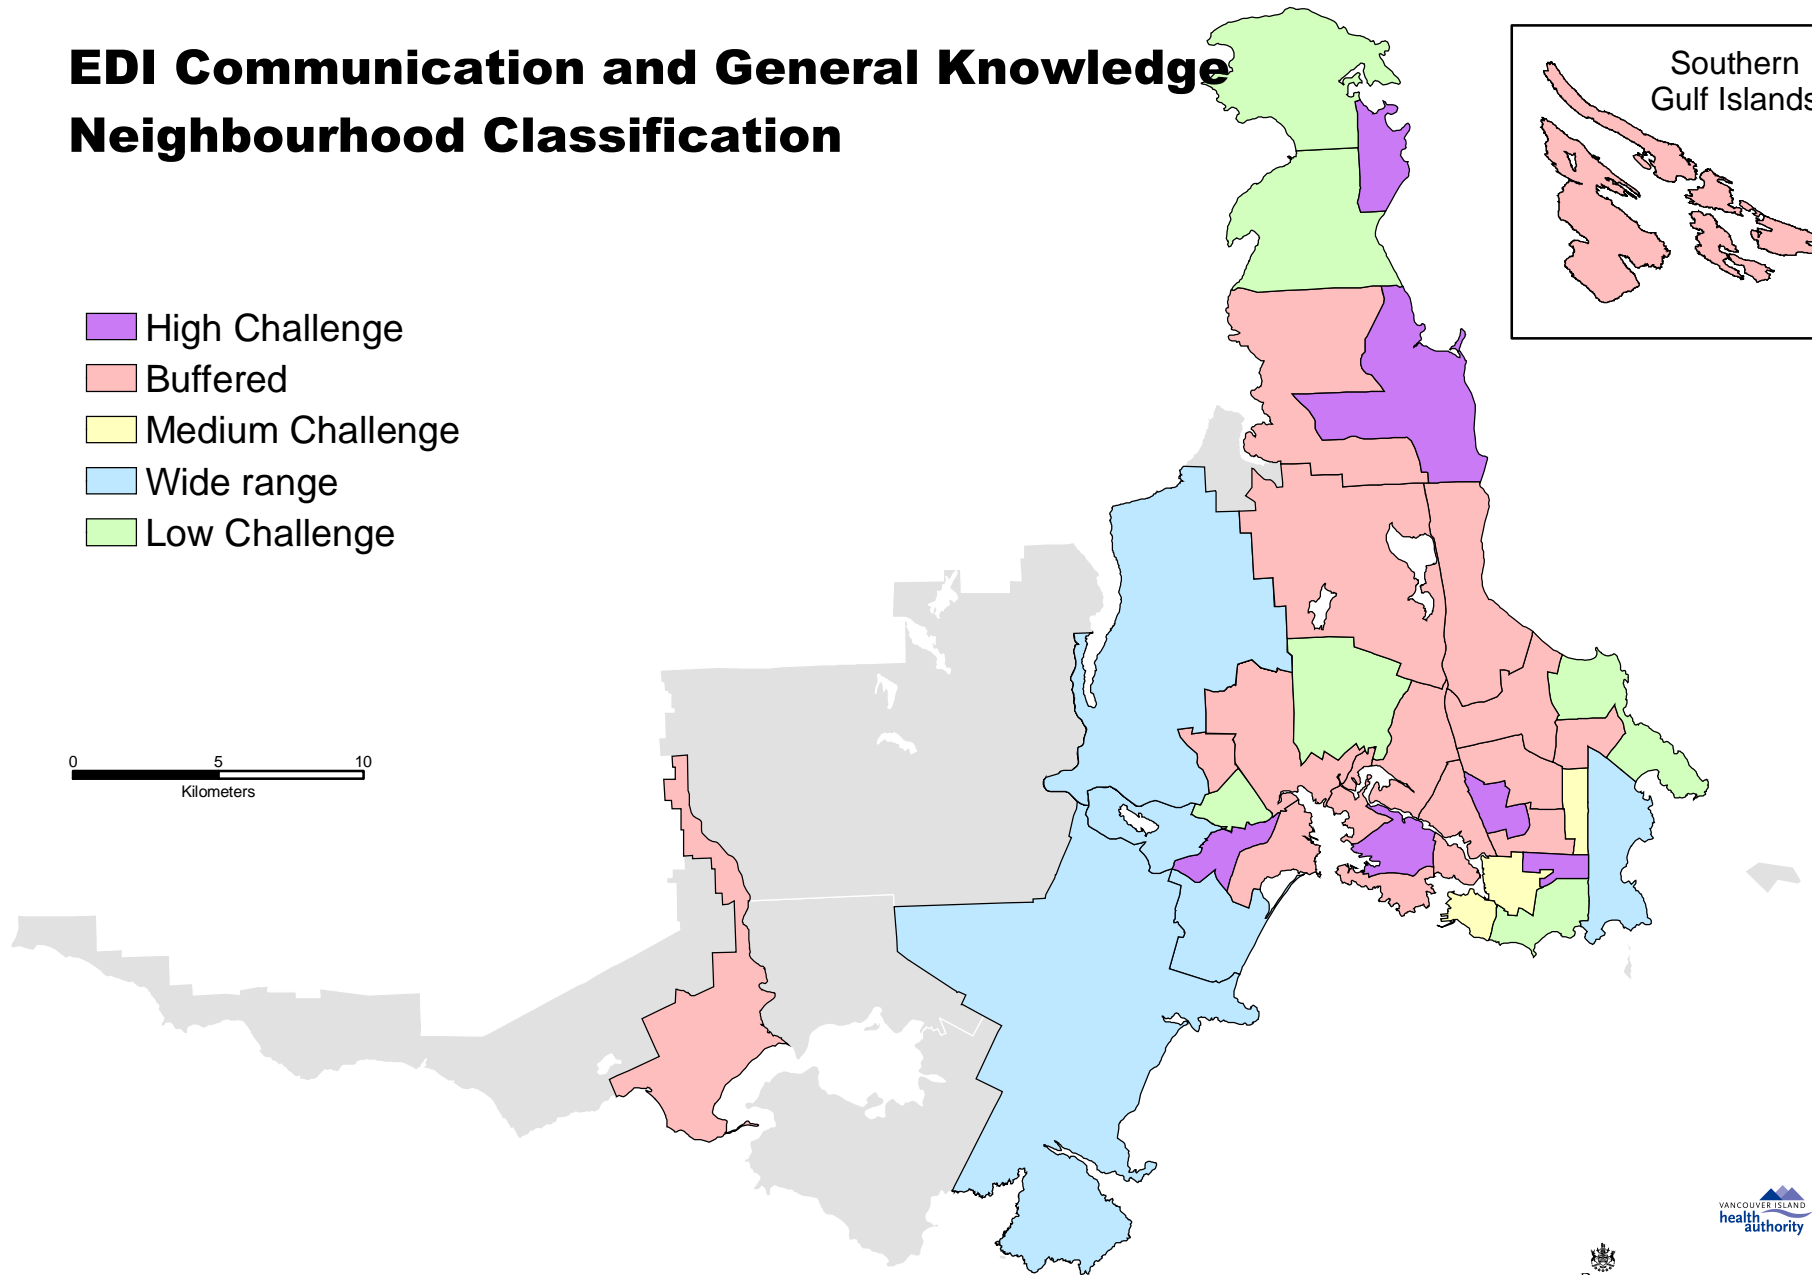 EDI Communication and General Knowledge
Neighbourhood Classification
Southern
Gulf Islands
High Challenge
Buffered
Medium Challenge
Wide range
Low Challenge
0 5 10
Kilometers
VANCOUVER ISLAND
health
authority